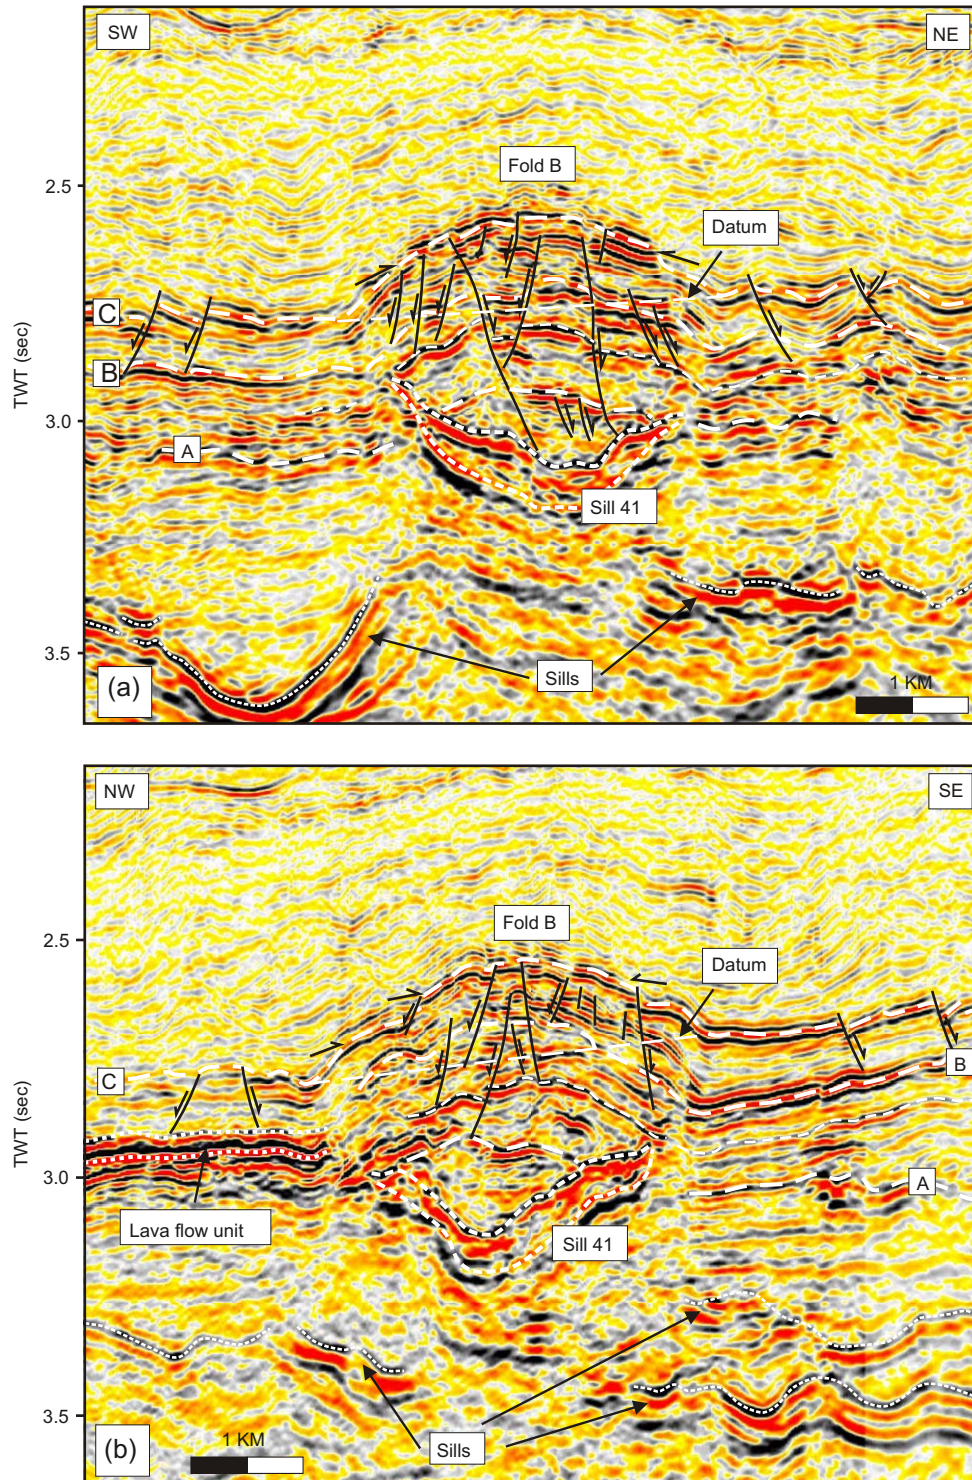 SW
NE
Fold B
2.5
Datum
C
TWT (sec)
B
3.0
A
Sill 41
3.5
Sills
(a)
1 KM
NW
SE
Fold B
2.5
Datum
C
B
TWT (sec)
3.0
A
Lava flow unit
Sill 41
3.5
(b)
1 KM
Sills